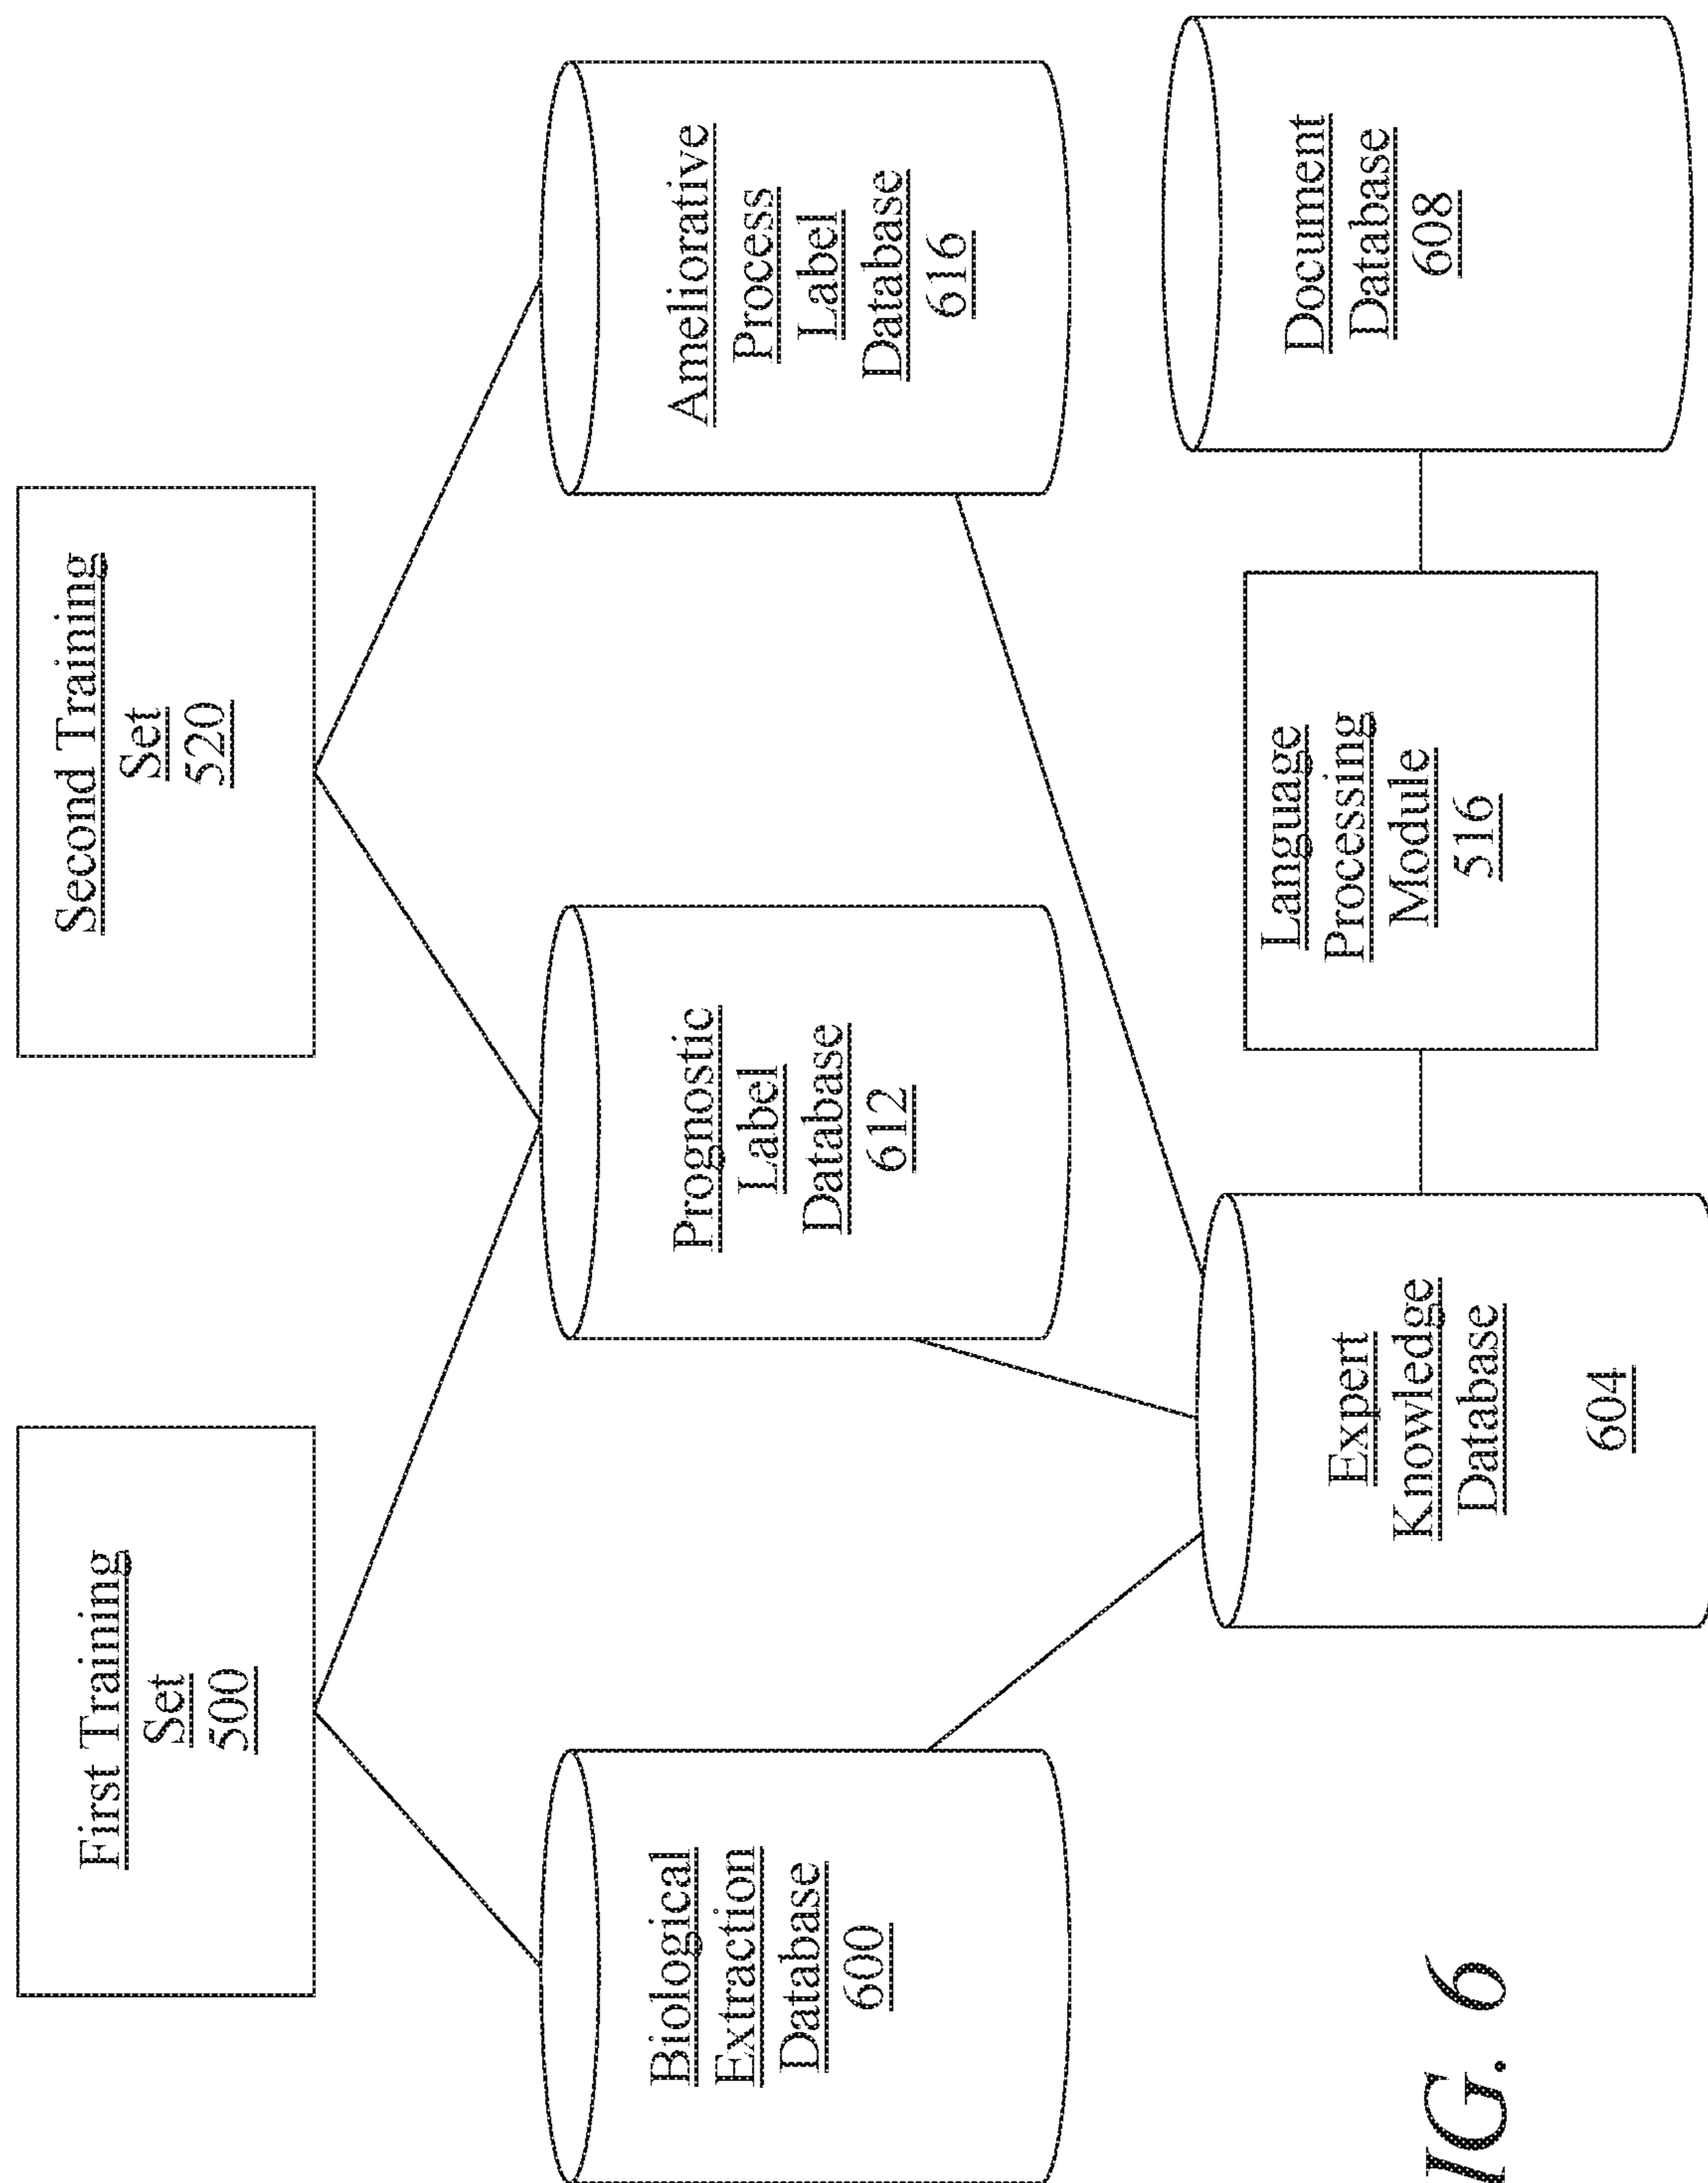 First Training
Set
500
Second Training
Set
520
Biological
Extraction
Database
600
Prognostic
Label
Database
612
Ameliorative
Process
Label
Database
616
Expert
Knowledge
Database
604
Language
Processing
Module
516
Document
Database
608
IG. 6